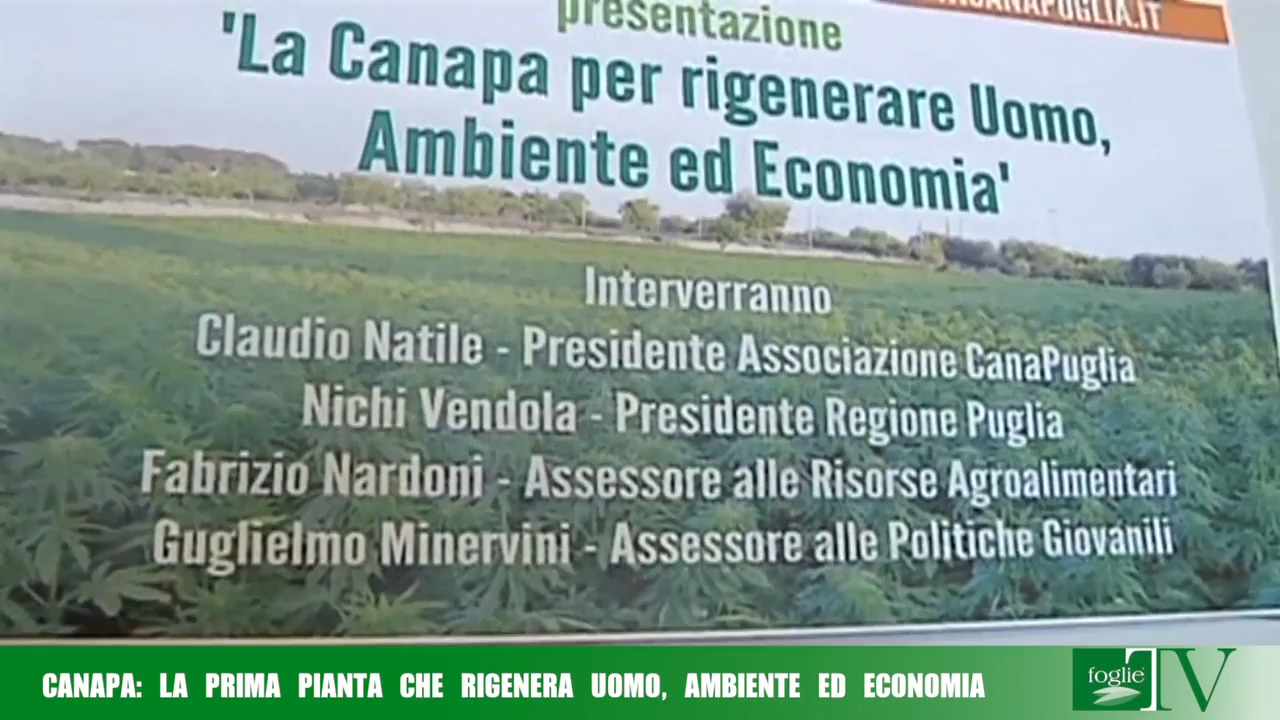 presentazione
'La Canapa per rigenerare Uomo,
Ambiente ed Economia'
Interverranno
Claudio Natile - Presidente Associazione CanaPuglia
Nichi Vendola - Presidente Regione Puglia
Fabrizio Nardoni - Assessore alle Risorse Agroalimentari
Guglielmo Minervini - Assessore alle Politiche Giovanili
CANAPA: LA PRIMA PIANTA CHE RIGENERA UOMO, AMBIENTE ED ECONOMIA
foglie TV